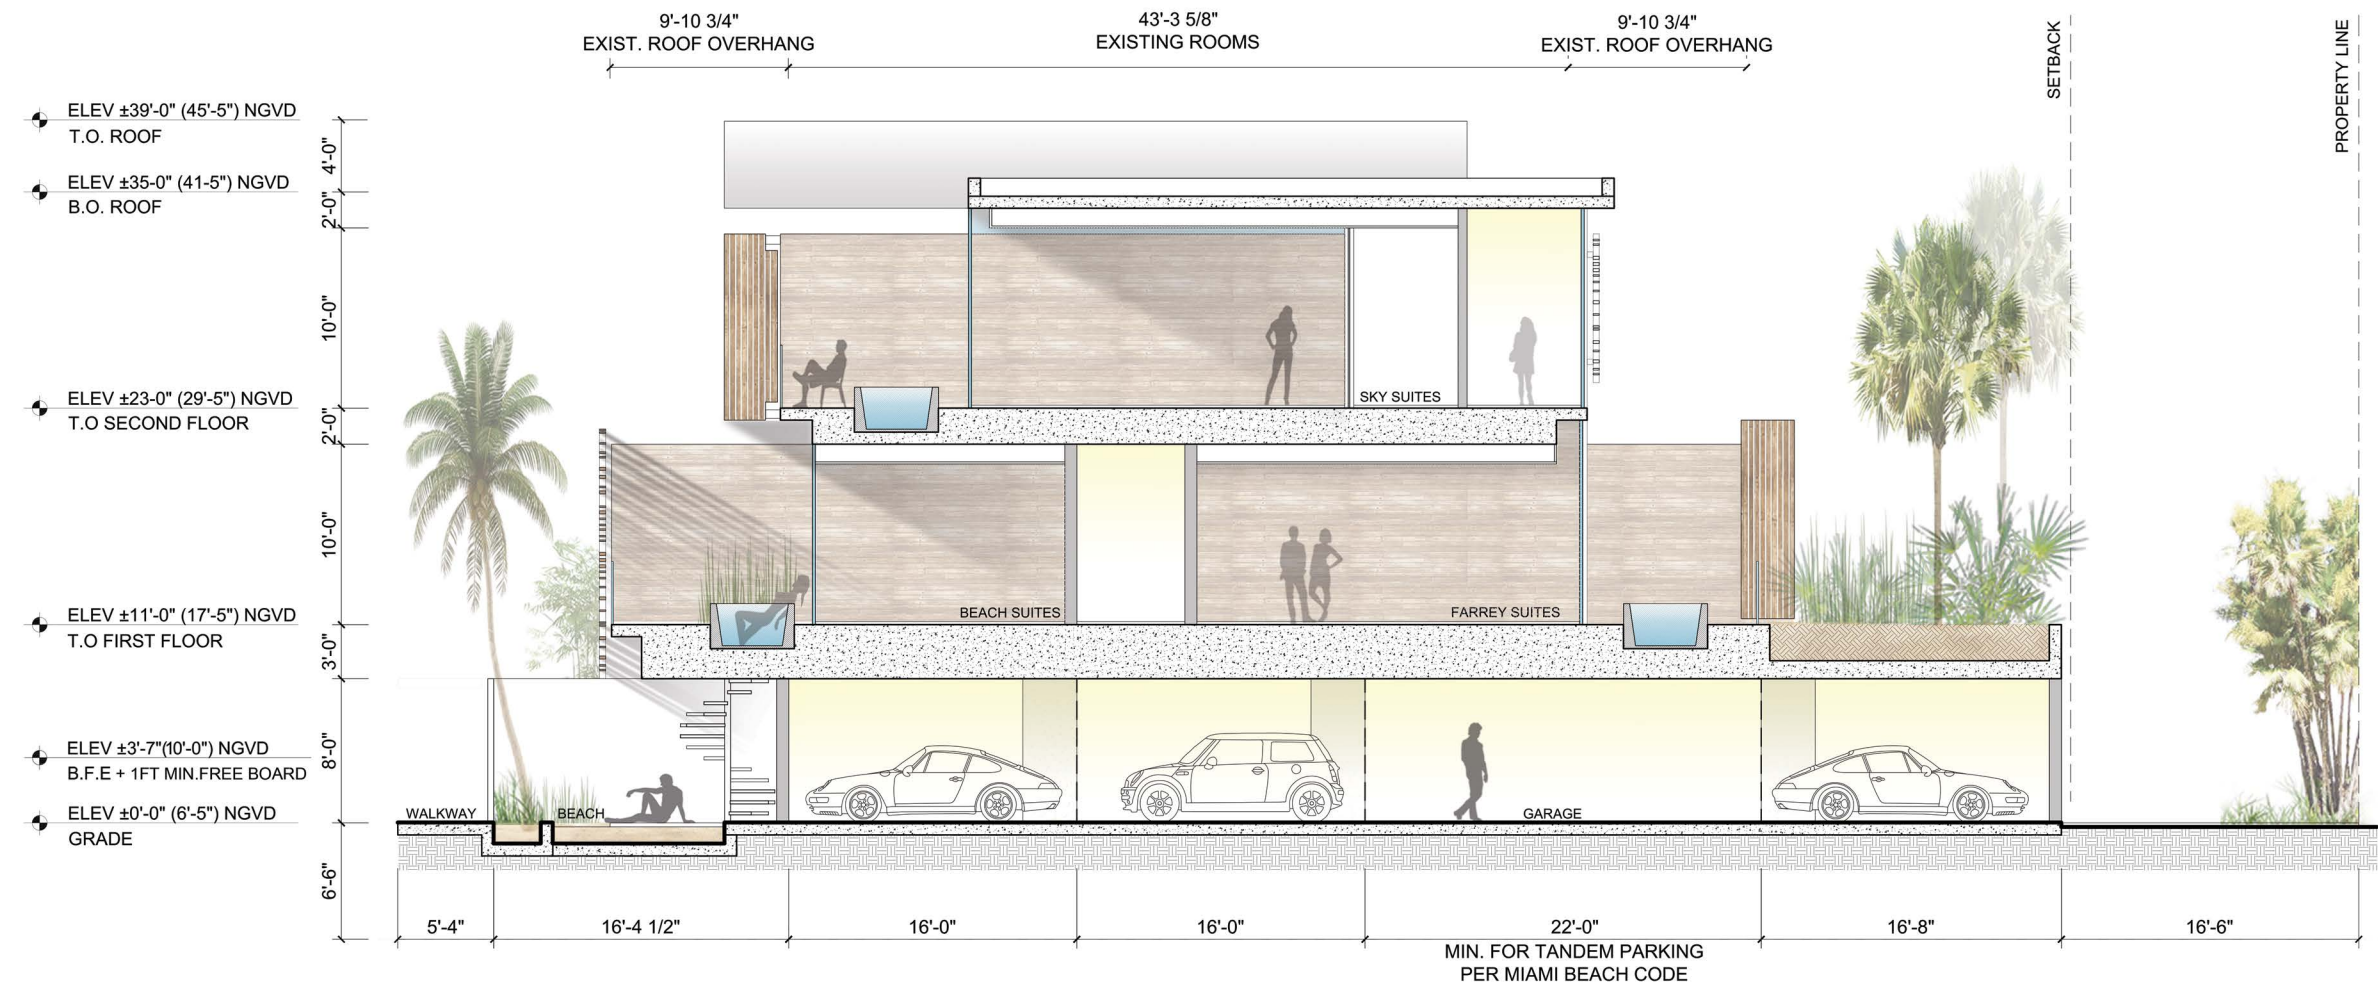 9'-10 3/4"
EXIST. ROOF OVERHANG
43'-3 5/8"
EXISTING ROOMS
9'-10 3/4"
EXIST. ROOF OVERHANG
SETBACK
PROPERTY LINE
ELEV ±39'-0" (45'-5") NGVD
T.O. ROOF
4'-0"
ELEV ±35-0" (41-5") NGVD
B.O. ROOF
2'-0"
10'-0"
SKY SUITES
ELEV ±23-0" (29'-5") NGVD
T.O SECOND FLOOR
2'-0"
10'-0"
BEACH SUITES
FARREY SUITES
ELEV ±11'-0" (17'-5") NGVD
T.O FIRST FLOOR
3'-0"
8'-0"
ELEV ±3'-7"(10'-0") NGVD
B.F.E + 1FT MIN.FREE BOARD
ELEV ±0'-0" (6'-5") NGVD
GRADE
WALKWAY
BEACH
GARAGE
6'-6"
5'-4"
16'-4 1/2"
16'-0"
16'-0"
22'-0"
MIN. FOR TANDEM PARKING
PER MIAMI BEACH CODE
16'-8"
16'-6"